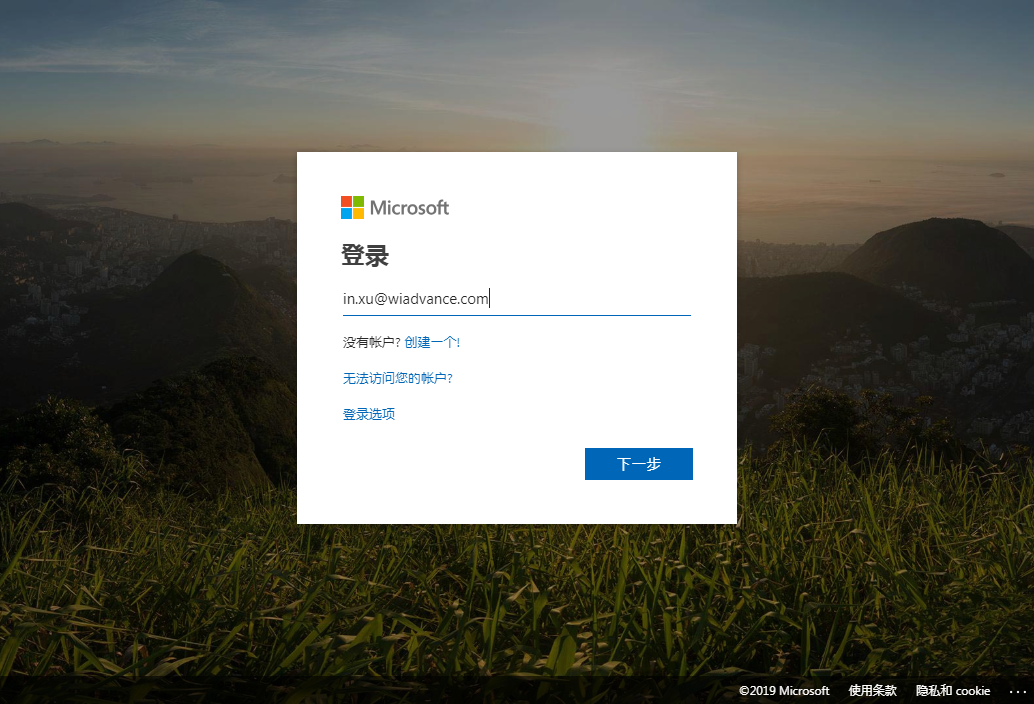 Microsoft
登录
in.xu@wiadvance.com
没有帐户? 创建一个!
无法访问您的帐户?
登录选项
下一步
©2019 Microsoft 使用条款 隐私和 cookie ...